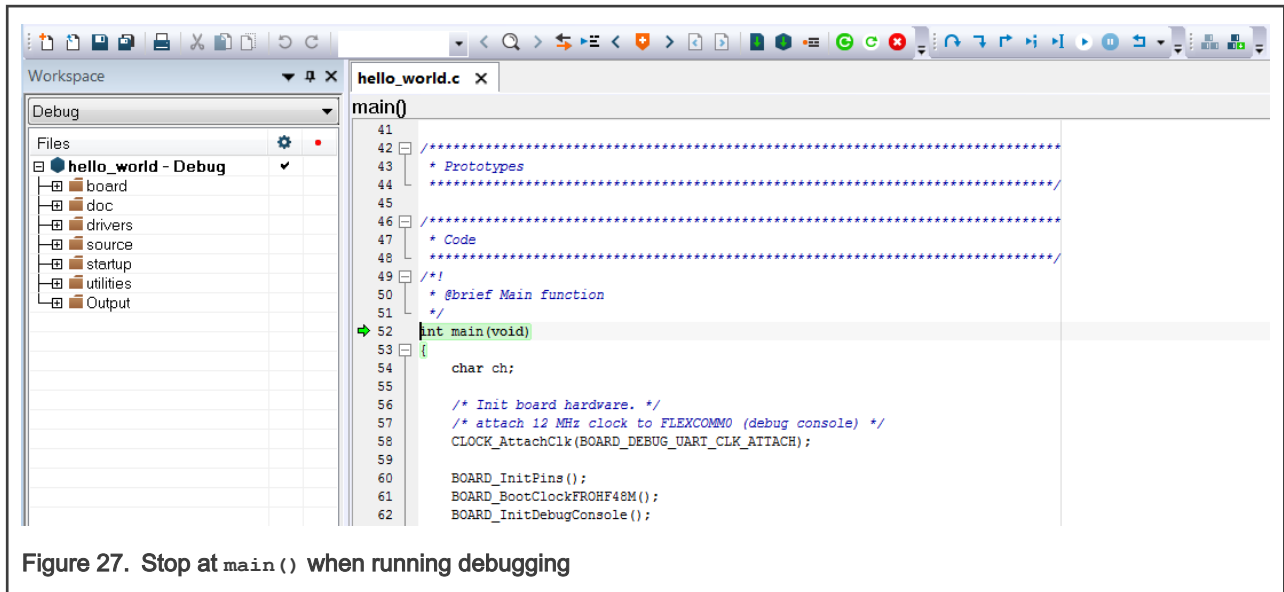 Workspace
hello_world.c
Debug
main()
Files
hello_world - Debug
board
doc
drivers
source
startup
utilities
Output
41
42 /*******************************************************************************
43  * Prototypes
44  ******************************************************************************/
45
46 /*******************************************************************************
47  * Code
48  ******************************************************************************/
49 /*!
50  * @brief Main function
51  */
52 int main(void)
53 {
54     char ch;
55
56     /* Init board hardware. */
57     /* attach 12 MHz clock to FLEXCOMM0 (debug console) */
58     CLOCK_AttachClk(BOARD_DEBUG_UART_CLK_ATTACH);
59
60     BOARD_InitPins();
61     BOARD_BootClockFROHF48M();
62     BOARD_InitDebugConsole();
Figure 27. Stop at main() when running debugging